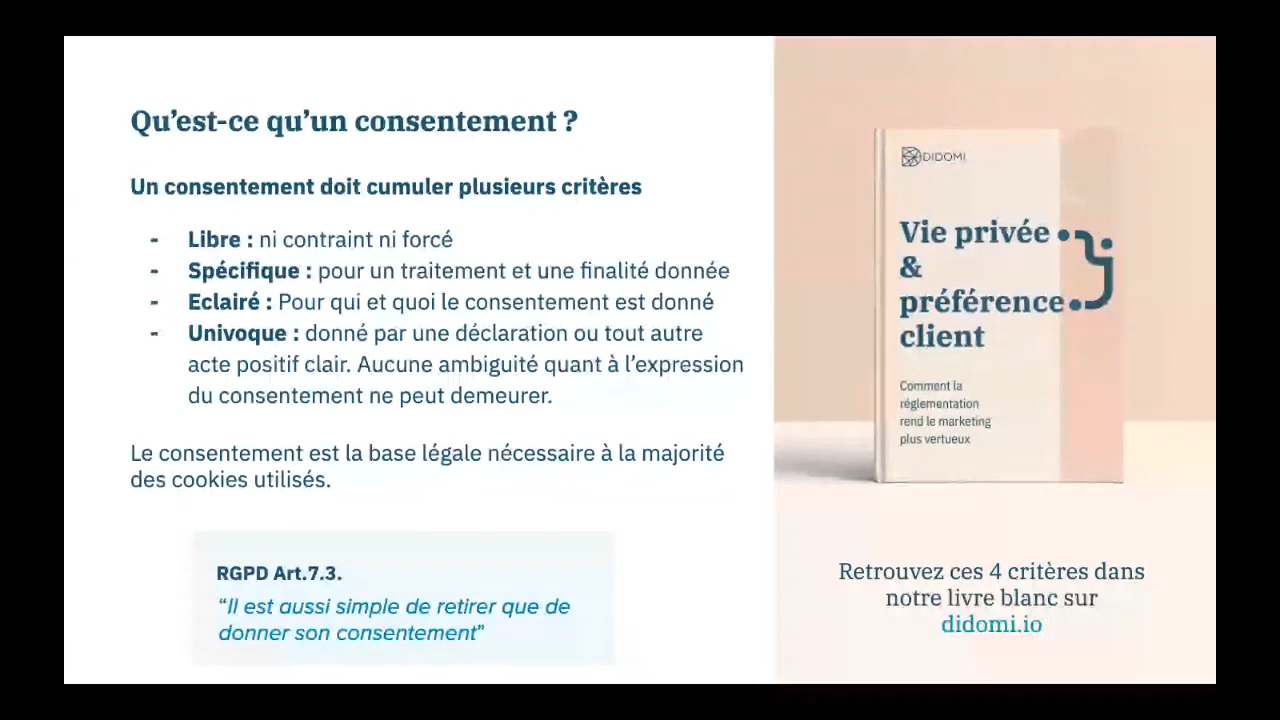 Qu’est-ce qu’un consentement ?
Un consentement doit cumuler plusieurs critères
- Libre : ni contraint ni forcé
- Spécifique : pour un traitement et une finalité donnée
- Eclairé : Pour qui et quoi le consentement est donné
- Univoque : donné par une déclaration ou tout autre
acte positif clair. Aucune ambiguité quant à l’expression
du consentement ne peut demeurer.
Le consentement est la base légale nécessaire à la majorité
des cookies utilisés.
RGPD Art.7.3.
“Il est aussi simple de retirer que de
donner son consentement”
DIDOMI
Vie privée
&
préférence
client
Comment la
réglementation
rend le marketing
plus vertueux
Retrouvez ces 4 critères dans
notre livre blanc sur
didomi.io